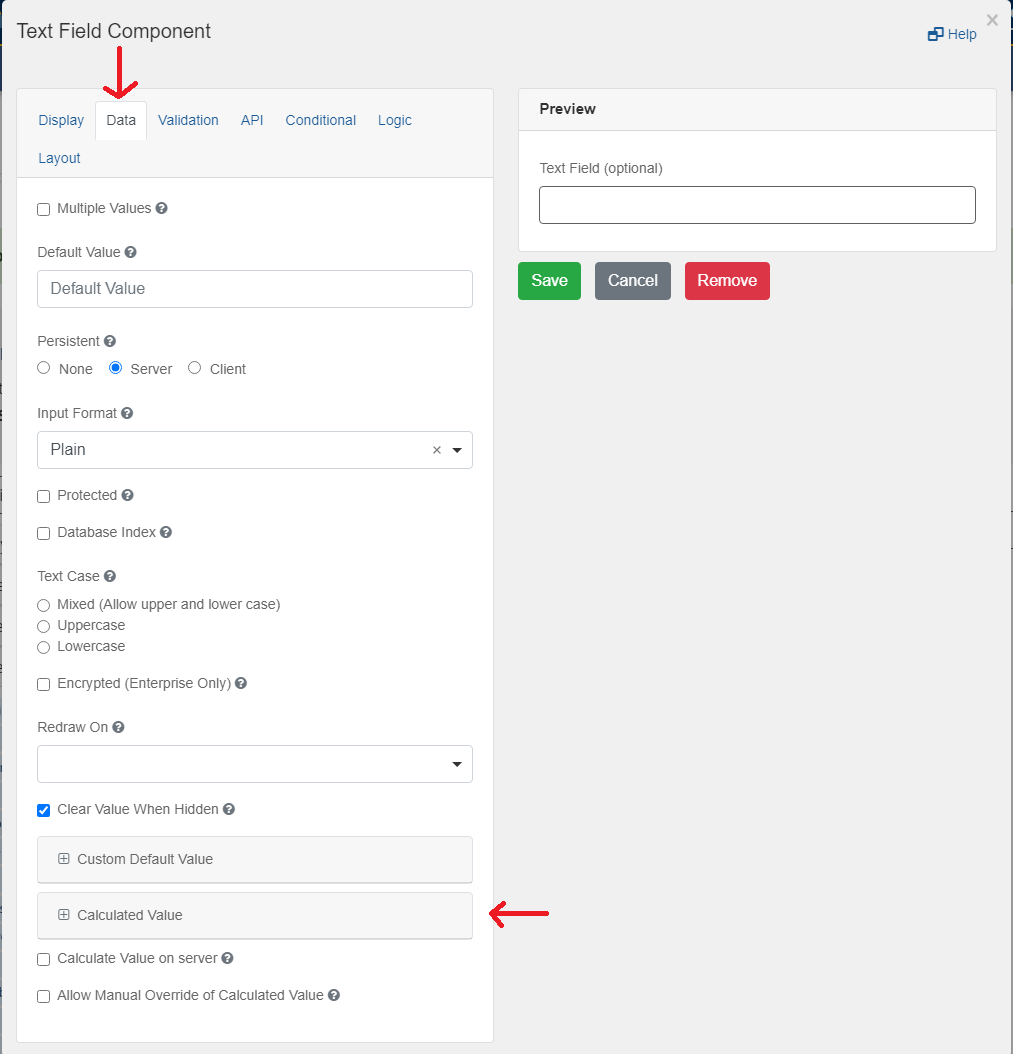 Text Field Component
×
Help
Display Data Validation API Conditional Logic
Layout
Multiple Values
Default Value
Default Value
Persistent
None Server Client
Input Format
Plain ×
Protected
Database Index
Text Case
Mixed (Allow upper and lower case)
Uppercase
Lowercase
Encrypted (Enterprise Only)
Redraw On
Clear Value When Hidden
Custom Default Value
Calculated Value
Calculate Value on server
Allow Manual Override of Calculated Value
Preview
Text Field (optional)
Save Cancel Remove